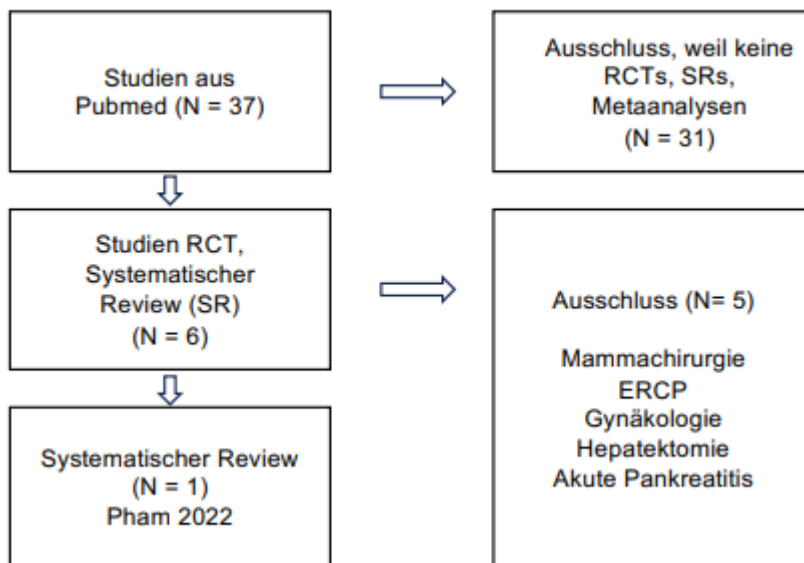 Studien aus
Pubmed (N = 37)
Ausschluss, weil keine
RCTs, SRs,
Metaanalysen
(N = 31)
Studien RCT,
Systematischer
Review (SR)
(N = 6)
Ausschluss (N= 5)
Mammachirurgie
ERCP
Gynäkologie
Hepatektomie
Akute Pankreatitis
Systematischer Review
(N = 1)
Pham 2022